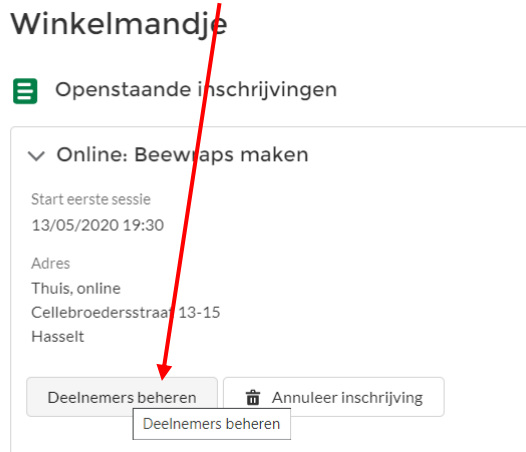 Winkelmandje
Openstaande inschrijvingen
Online: Beewraps maken
Start eerste sessie
13/05/2020 19:30
Adres
Thuis, online
Cellebroedersstraat 13-15
Hasselt
Deelnemers beheren
Annuleer inschrijving
Deelnemers beheren